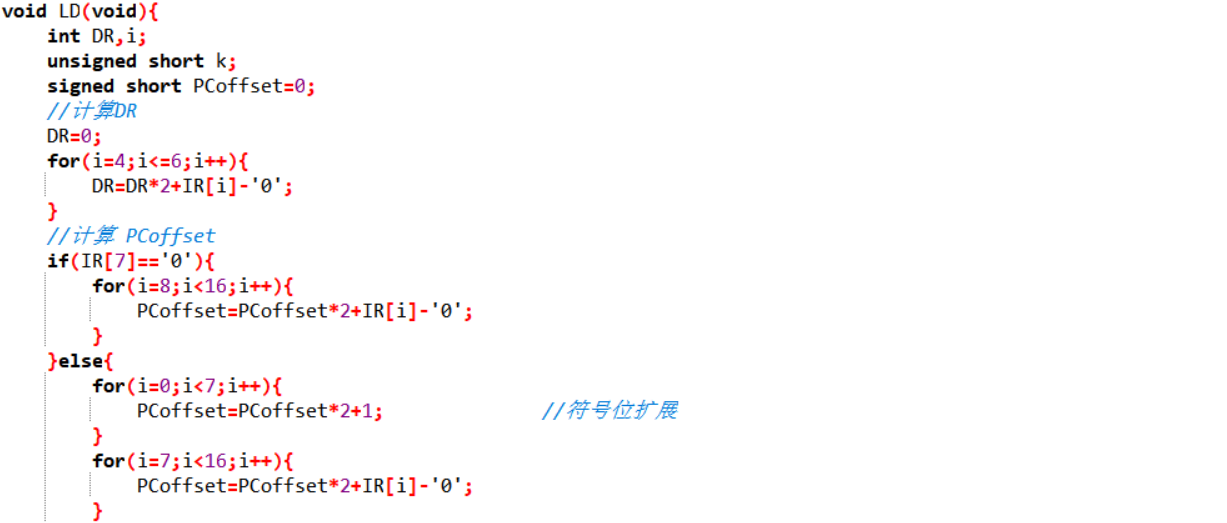 void LD(void){
    int DR,i;
    unsigned short k;
    signed short PCoffset=0;
    //计算DR
    DR=0;
    for(i=4;i<=6;i++){
        DR=DR*2+IR[i]-'0';
    }
    //计算 PCoffset
    if(IR[7]=='0'){
        for(i=8;i<16;i++){
            PCoffset=PCoffset*2+IR[i]-'0';
        }
    }else{
        for(i=0;i<7;i++){
            PCoffset=PCoffset*2+1;              //符号位扩展
        }
        for(i=7;i<16;i++){
            PCoffset=PCoffset*2+IR[i]-'0';
        }